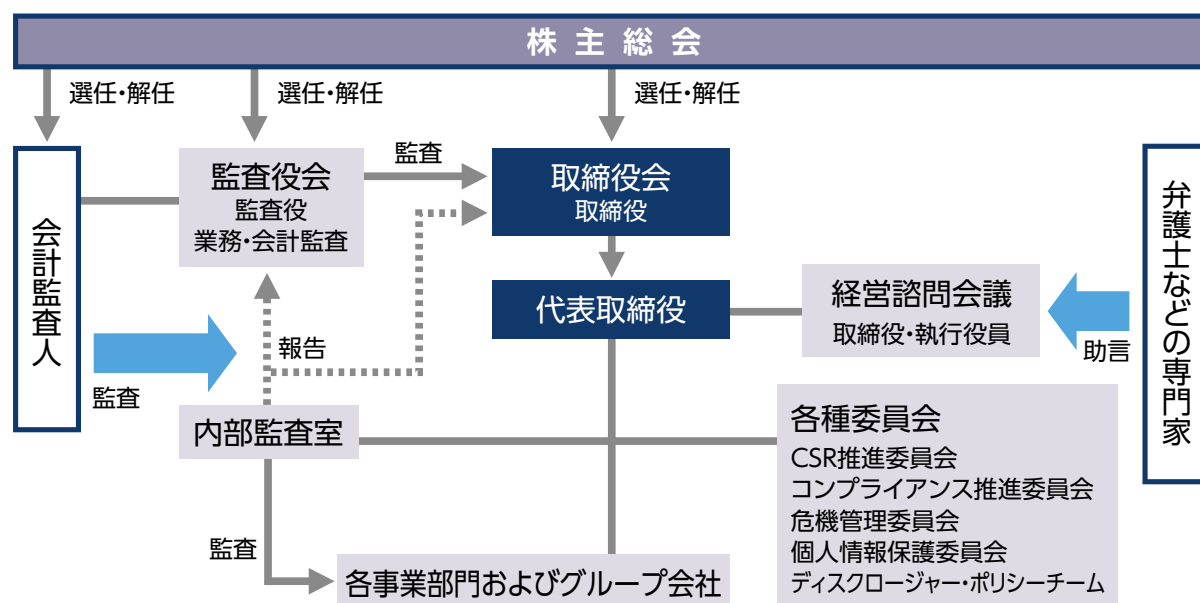 株主総会
選任・解任
選任・解任
選任・解任
会計監査人
監査役会
監査役
業務・会計監査
監査
取締役会
取締役
弁護士などの専門家
代表取締役
経営諮問会議
取締役・執行役員
助言
報告
監査
内部監査室
各種委員会
CSR推進委員会
コンプライアンス推進委員会
危機管理委員会
個人情報保護委員会
ディスクロージャー・ポリシーチーム
監査
各事業部門およびグループ会社